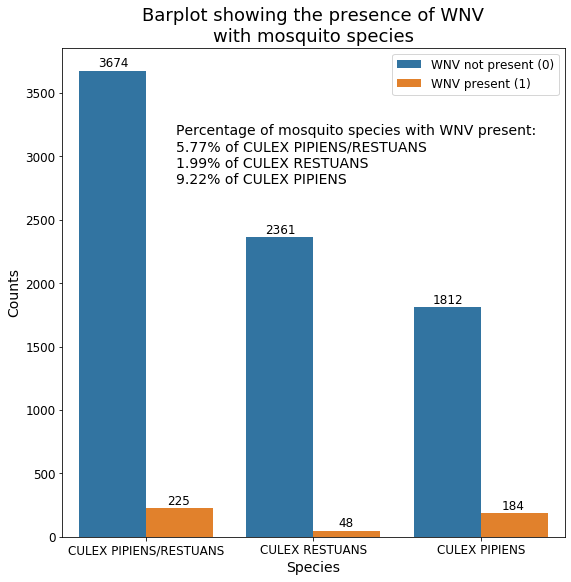 Barplot showing the presence of WNV
with mosquito species
3674
WNV not present (0)
WNV present (1)
3500
Percentage of mosquito species with WNV present:
5.77% of CULEX PIPIENS/RESTUANS
1.99% of CULEX RESTUANS
9.22% of CULEX PIPIENS
3000
2500
2361
2000
1812
Counts
1500
1000
500
225
48
184
0
CULEX PIPIENS/RESTUANS
CULEX RESTUANS
CULEX PIPIENS
Species